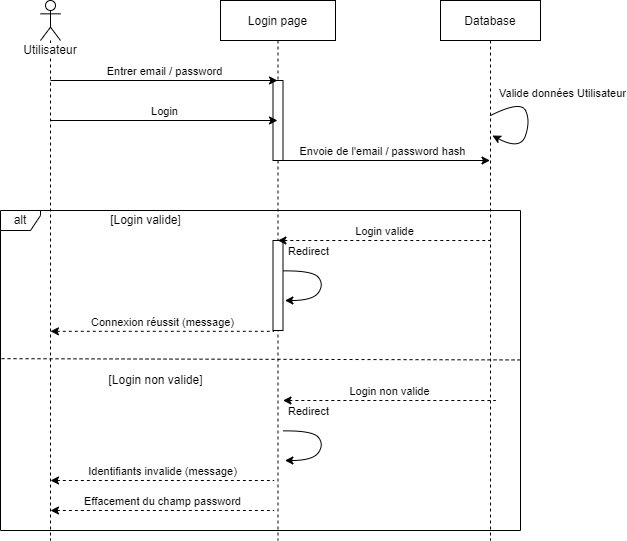 Login page
Database
Utilisateur
Entrer email / password
Valide données Utilisateur
Login
Envoie de l'email / password hash
alt
[Login valide]
Login valide
Redirect
Connexion réussit (message)
[Login non valide]
Login non valide
Redirect
Identifiants invalide (message)
Effacement du champ password